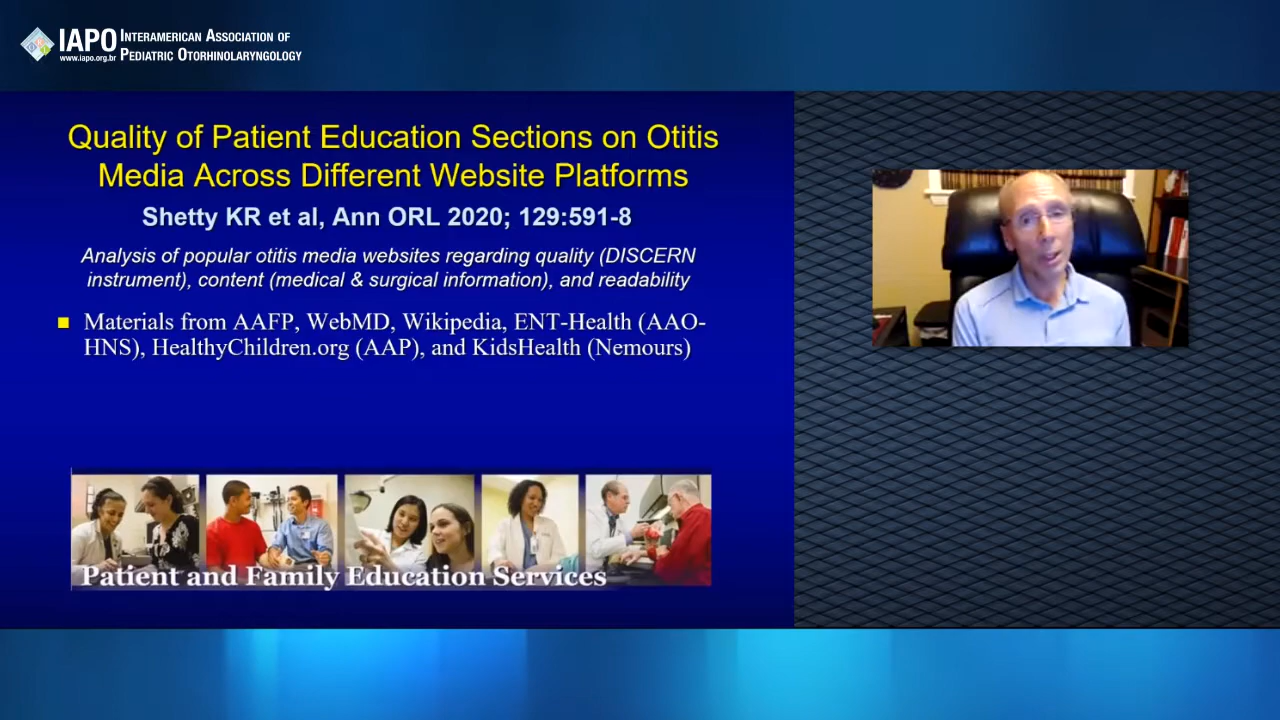 IAPO
www.iapo.org.br
INTERAMERICAN ASSOCIATION OF
PEDIATRIC OTORHINOLARYNGOLOGY
Quality of Patient Education Sections on Otitis
Media Across Different Website Platforms
Shetty KR et al, Ann ORL 2020; 129:591-8
Analysis of popular otitis media websites regarding quality (DISCERN
instrument), content (medical & surgical information), and readability
Materials from AAFP, WebMD, Wikipedia, ENT-Health (AAO-
HNS), HealthyChildren.org (AAP), and KidsHealth (Nemours)
Patient and Family Education Services